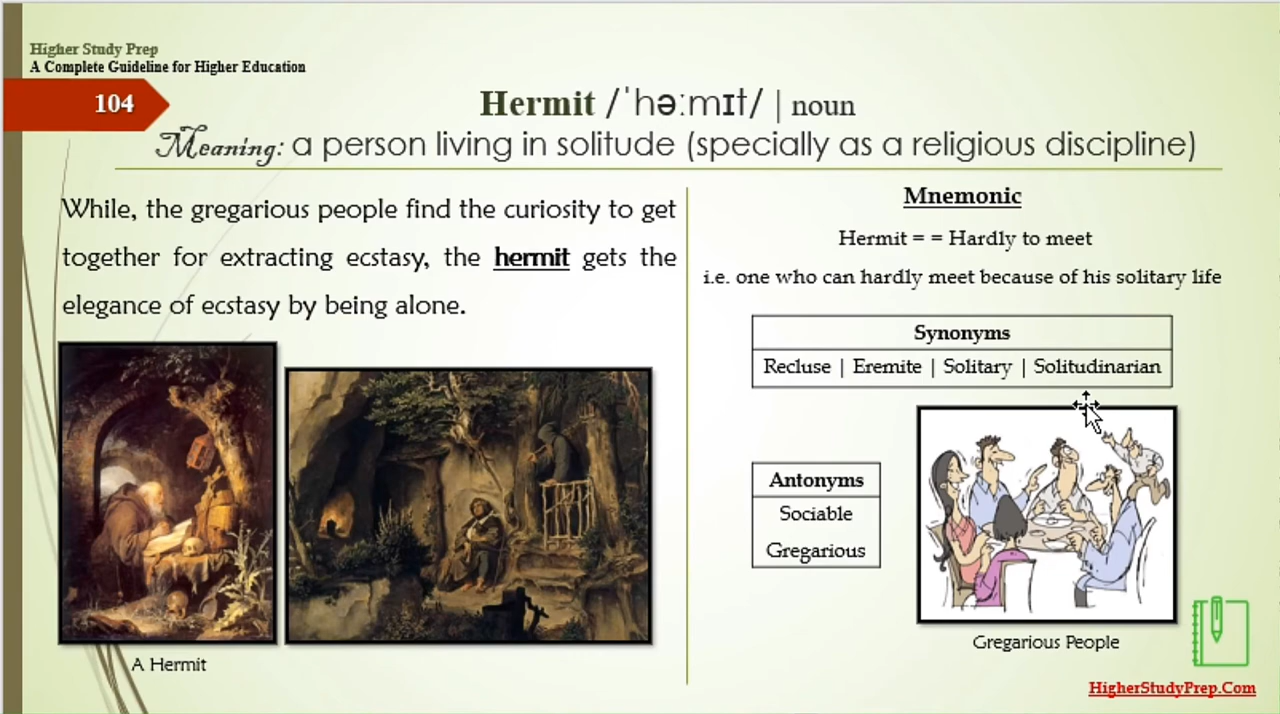 Higher Study Prep
A Complete Guideline for Higher Education
104
Hermit /ˈhəːmɪt/ | noun
Meaning: a person living in solitude (specially as a religious discipline)
While, the gregarious people find the curiosity to get
together for extracting ecstasy, the hermit gets the
elegance of ecstasy by being alone.
A Hermit
Mnemonic
Hermit = = Hardly to meet
i.e. one who can hardly meet because of his solitary life
Synonyms
Recluse | Eremite | Solitary | Solitudinarian
Antonyms
Sociable
Gregarious
Gregarious People
HigherStudyPrep.Com